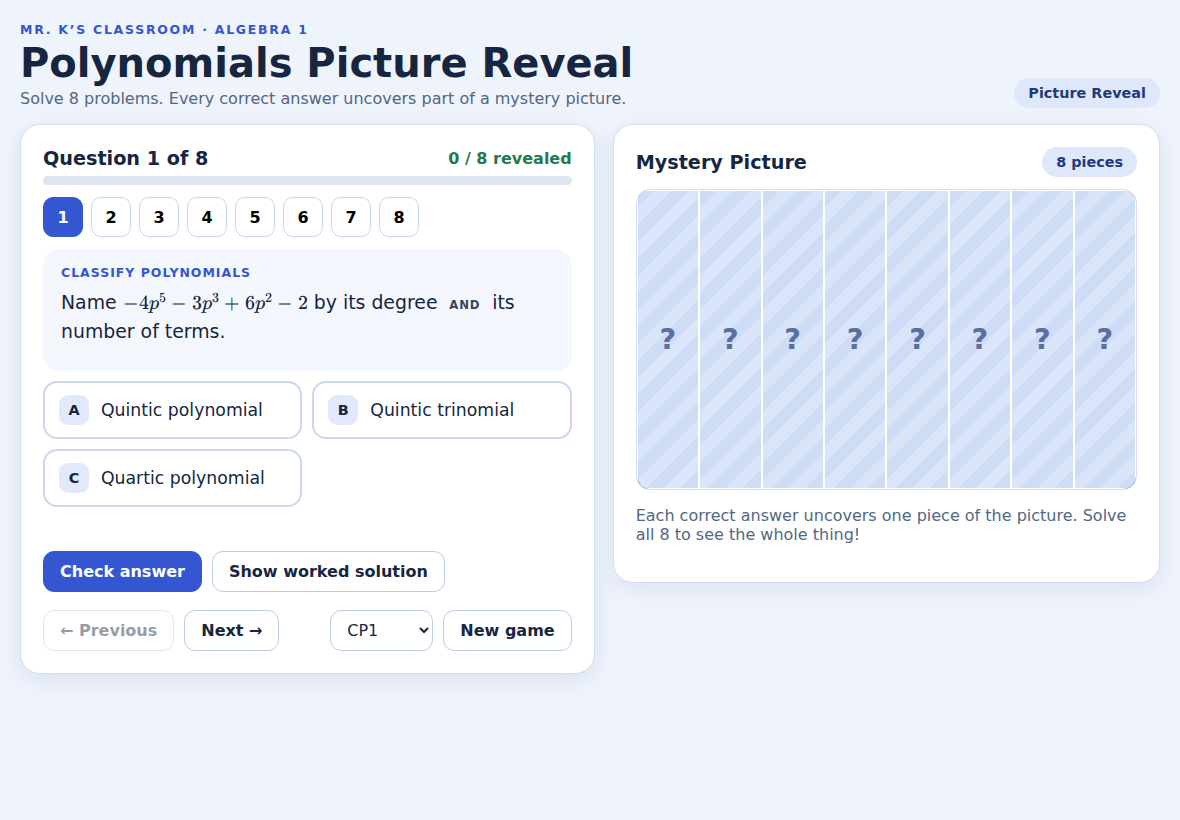 MR. K’S CLASSROOM · ALGEBRA 1
Polynomials Picture Reveal
Solve 8 problems. Every correct answer uncovers part of a mystery picture.
Picture Reveal
Question 1 of 8
0 / 8 revealed
1 2 3 4 5 6 7 8
CLASSIFY POLYNOMIALS
Name −4p⁵ − 3p³ + 6p² − 2 by its degree AND its
number of terms.
A Quintic polynomial
B Quintic trinomial
C Quartic polynomial
Check answer
Show worked solution
← Previous
Next →
CP1
New game
Mystery Picture
8 pieces
? ? ? ? ? ? ? ?
Each correct answer uncovers one piece of the picture. Solve
all 8 to see the whole thing!